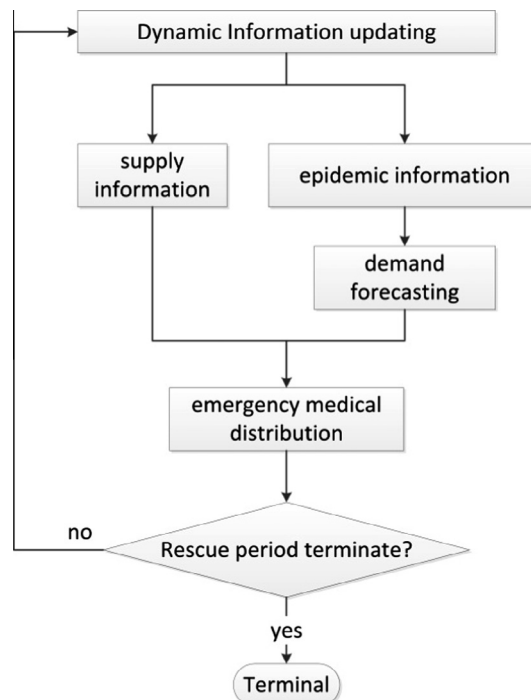 Dynamic Information updating
supply
information
epidemic information
demand
forecasting
emergency medical
distribution
no
Rescue period terminate?
yes
Terminal